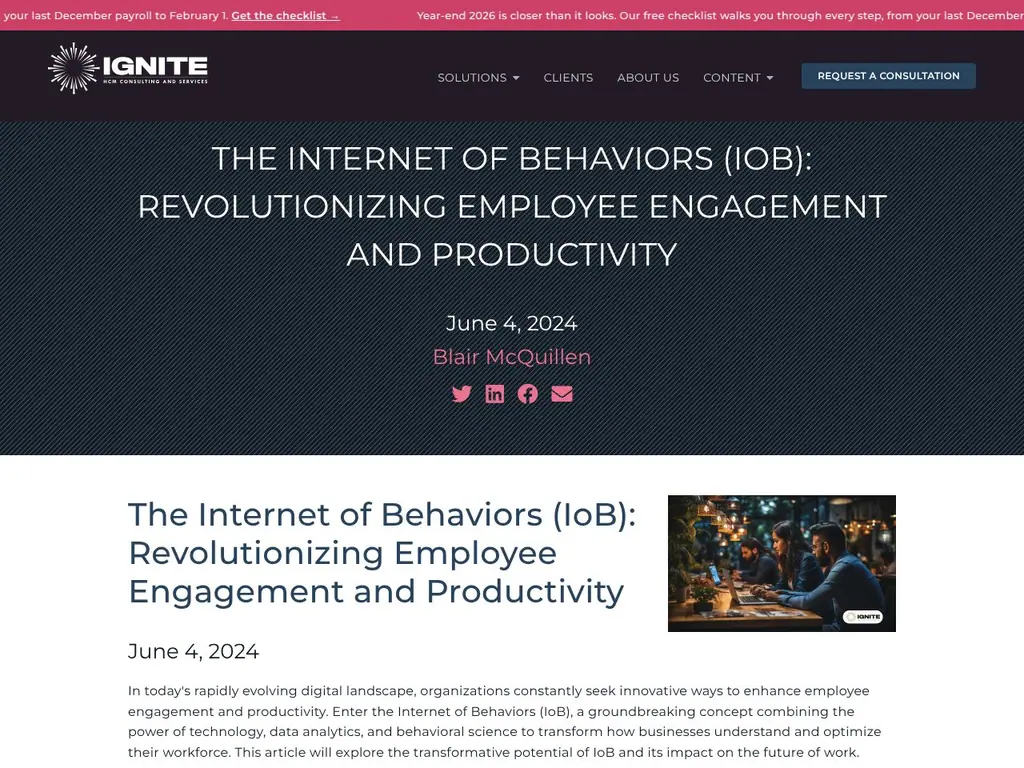 your last December payroll to February 1. Get the checklist →
Year-end 2026 is closer than it looks. Our free checklist walks you through every step, from your last December
IGNITE
HCM CONSULTING AND SERVICES
SOLUTIONS
CLIENTS
ABOUT US
CONTENT
REQUEST A CONSULTATION
THE INTERNET OF BEHAVIORS (IOB):
REVOLUTIONIZING EMPLOYEE ENGAGEMENT
AND PRODUCTIVITY
June 4, 2024
Blair McQuillen
The Internet of Behaviors (IoB):
Revolutionizing Employee
Engagement and Productivity
IGNITE
June 4, 2024
In today's rapidly evolving digital landscape, organizations constantly seek innovative ways to enhance employee
engagement and productivity. Enter the Internet of Behaviors (IoB), a groundbreaking concept combining the
power of technology, data analytics, and behavioral science to transform how businesses understand and optimize
their workforce. This article will explore the transformative potential of IoB and its impact on the future of work.